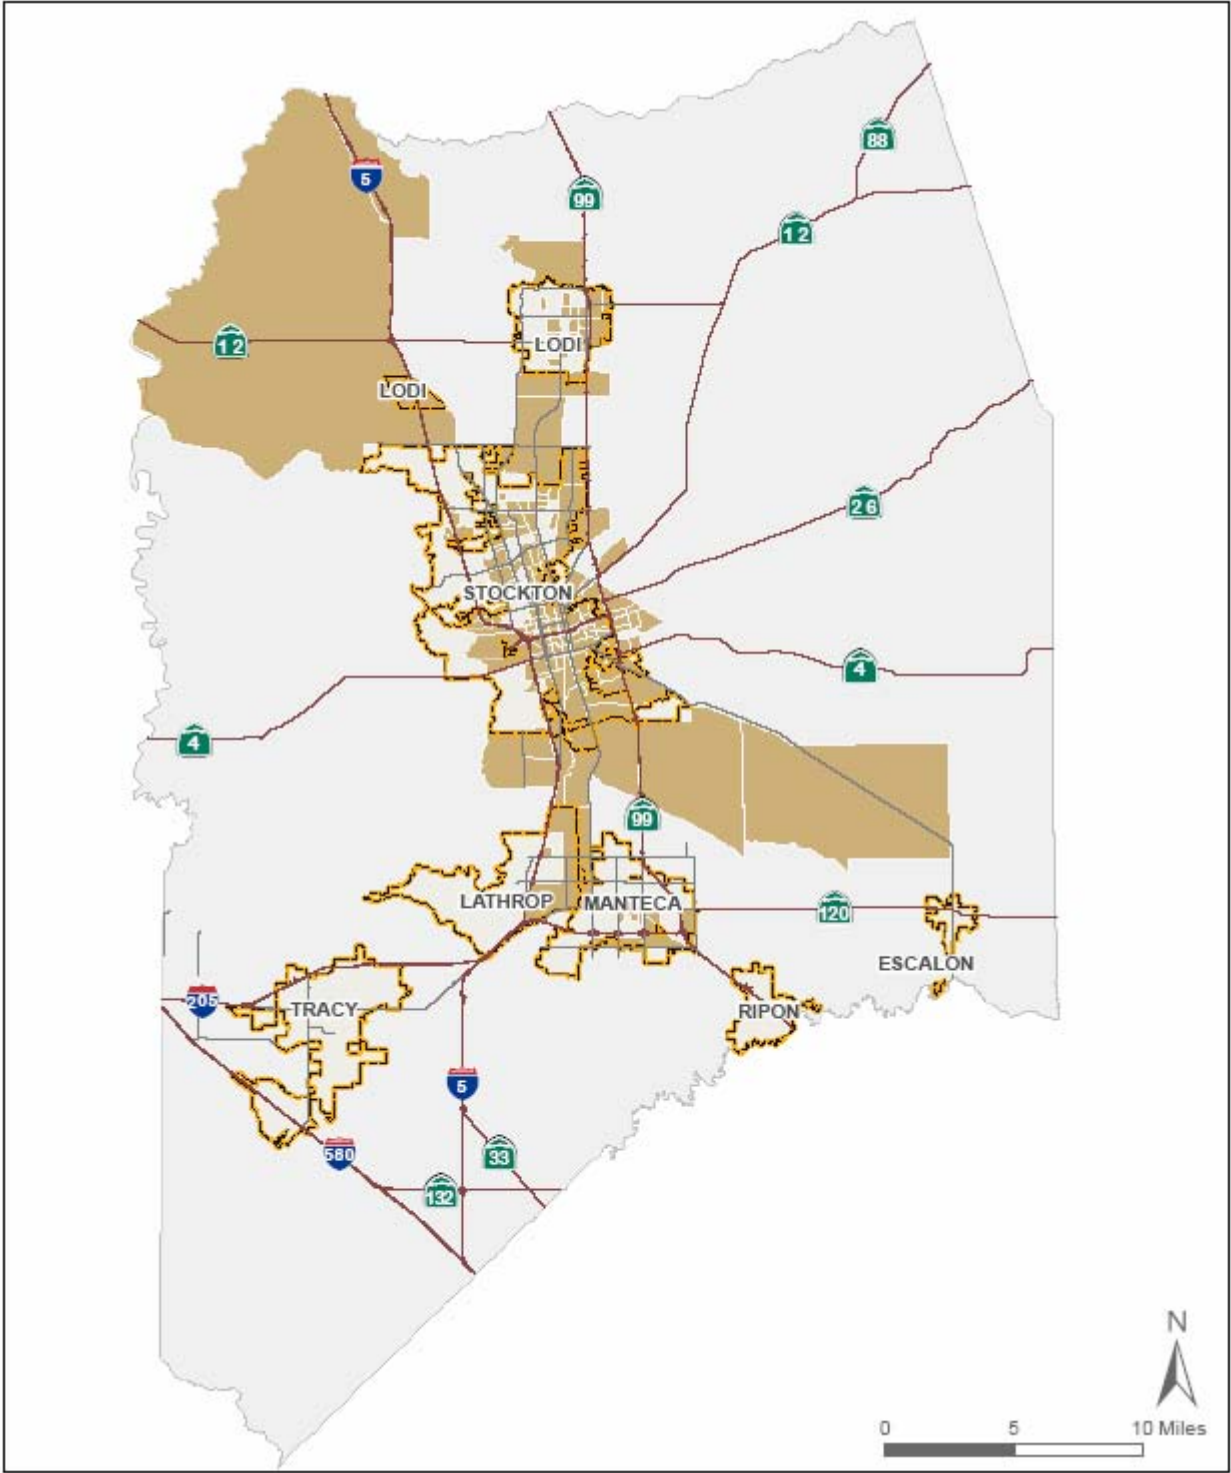 88
5
99
12
12
LODI
LODI
26
STOCKTON
4
4
99
LATHROP
MANTECA
120
ESCALON
205
TRACY
RIPON
5
580
33
132
N
0 5 10 Miles